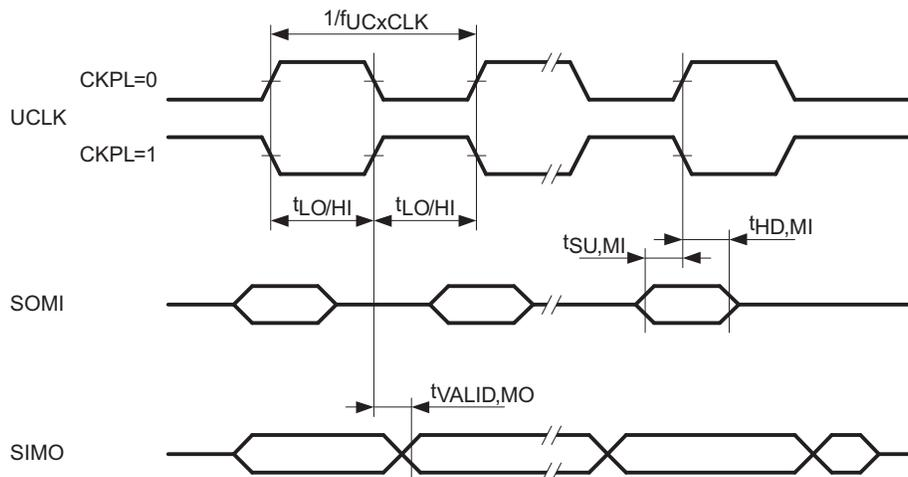 1/fUCxCLK
CKPL=0
UCLK
CKPL=1
tLO/HI tLO/HI
tHD,MI
tSU,MI
SOMI
tVALID,MO
SIMO